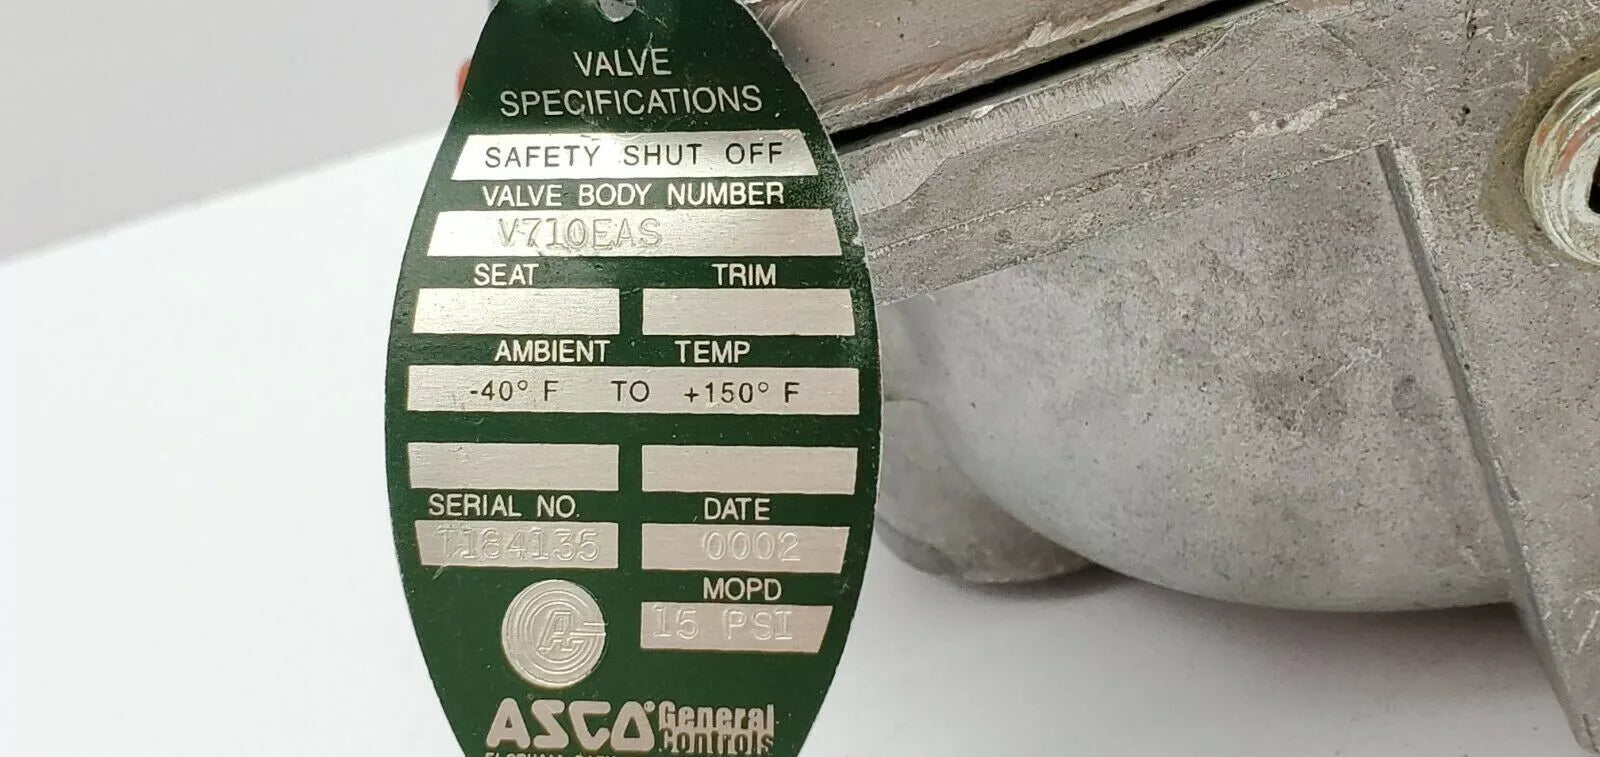 VALVE
SPECIFICATIONS
SAFETY SHUT OFF
VALVE BODY NUMBER
V710EAS
SEAT TRIM
AMBIENT TEMP
-40° F TO +150° F
SERIAL NO. DATE
T184135 0002
MOPD
15 PSI
A
ASCO® General
Controls